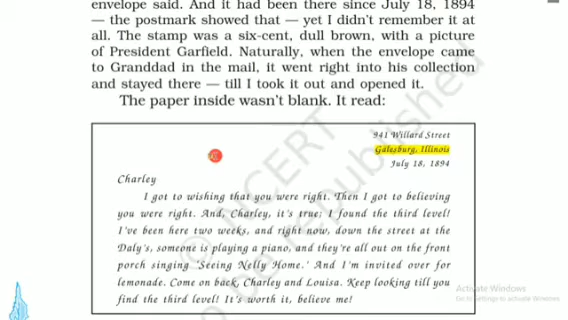 envelope said. And it had been there since July 18, 1894
— the postmark showed that — yet I didn't remember it at
all. The stamp was a six-cent, dull brown, with a picture
of President Garfield. Naturally, when the envelope came
to Granddad in the mail, it went right into his collection
and stayed there — till I took it out and opened it.
The paper inside wasn't blank. It read:
941 Willard Street
Galesburg, Illinois
July 18, 1894
Charley
I got to wishing that you were right. Then I got to believing
you were right. And, Charley, it's true; I found the third level!
I've been here two weeks, and right now, down the street at the
Daly's, someone is playing a piano, and they're all out on the front
porch singing 'Seeing Nelly Home.' And I'm invited over for
lemonade. Come on back, Charley and Louisa. Keep looking till you
find the third level! It's worth it, believe me!
© NCERT
be republished
Activate Windows
Go to Settings to activate Windows